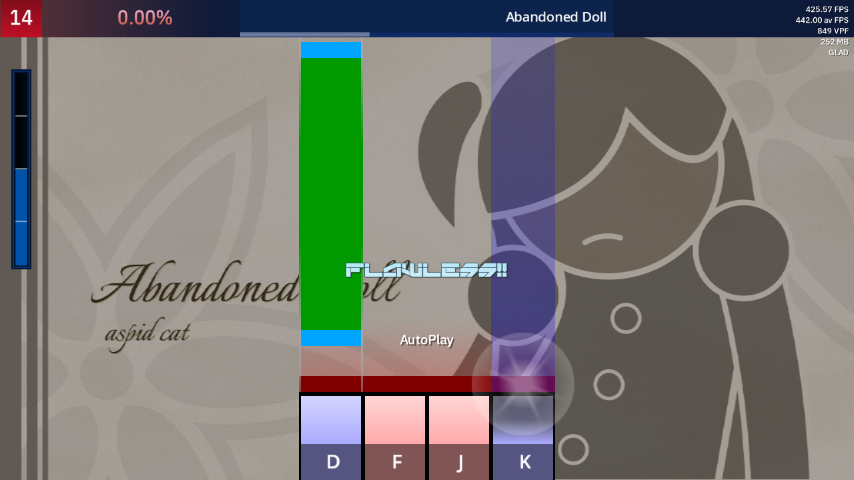 14
0.00%
Abandoned Doll
425.57 FPS
442.00 av FPS
849 VPF
252 MB
GLAD
FLAWLESS!!
Abandoned Doll
aspid cat
AutoPlay
D F J K